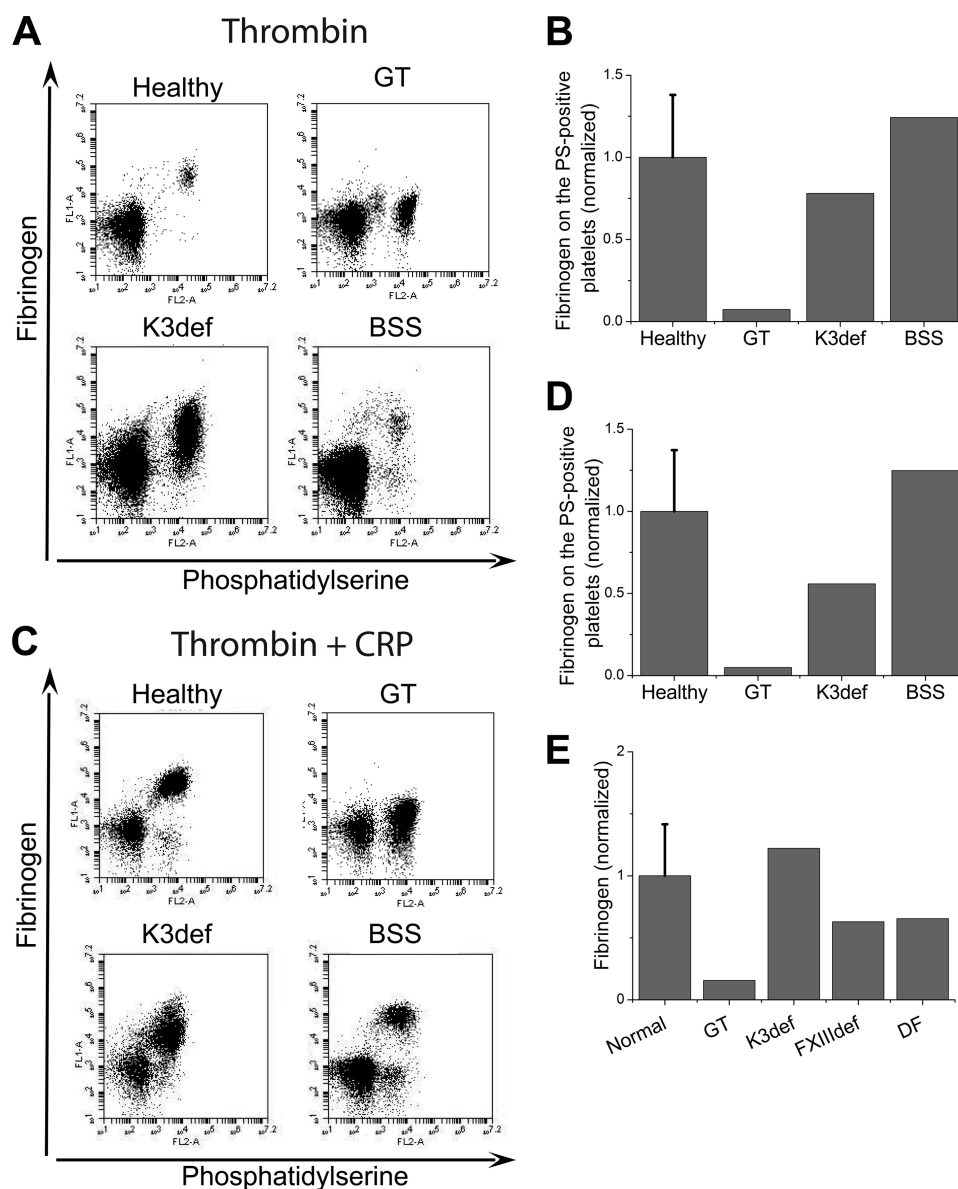 A
Thrombin
Healthy
GT
K3def
BSS
Fibrinogen
Phosphatidylserine
FL1-A
FL2-A
B
Fibrinogen on the PS-positive
platelets (normalized)
1.5
1.0
0.5
0.0
Healthy GT K3def BSS
C
Thrombin + CRP
Healthy
GT
K3def
BSS
Fibrinogen
Phosphatidylserine
FL1-A
FL2-A
D
Fibrinogen on the PS-positive
platelets (normalized)
1.5
1.0
0.5
0.0
Healthy GT K3def BSS
E
Fibrinogen (normalized)
2
1
0
Normal GT K3def FXIIIdef DF